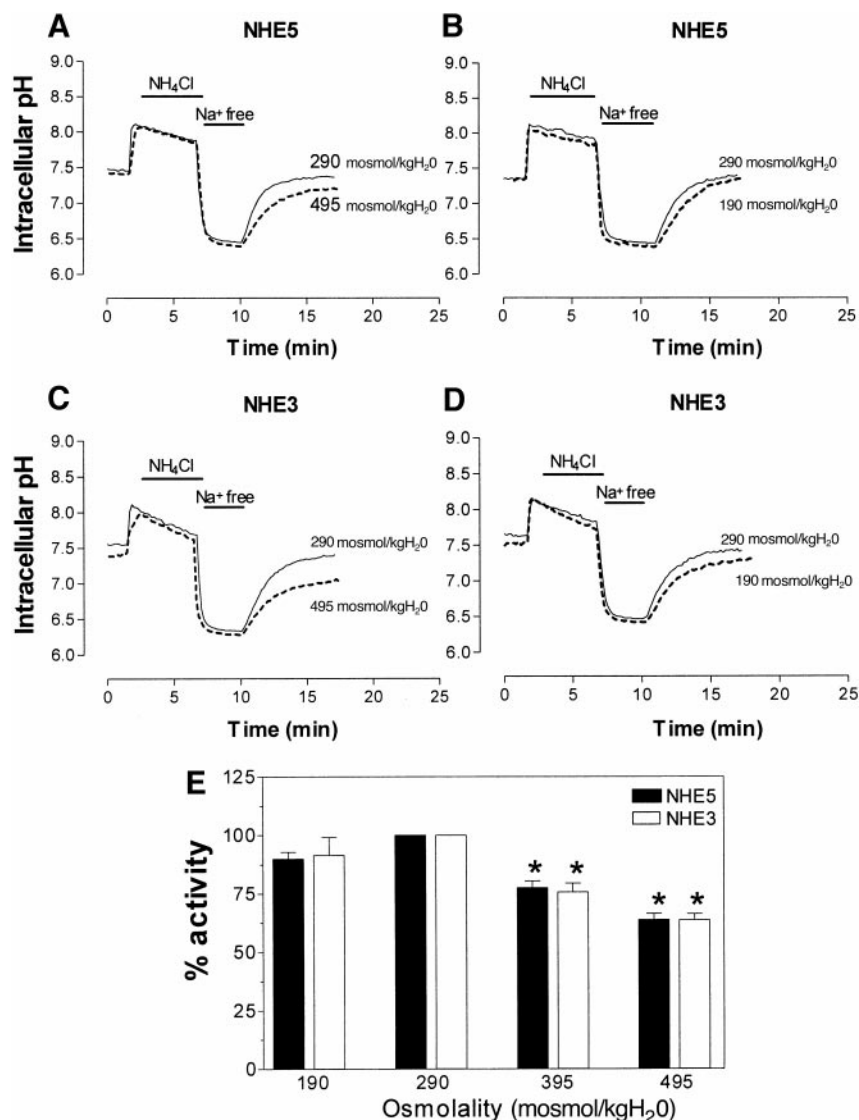 A
NHE5
Intracellular pH
9.0
8.5
8.0
7.5
7.0
6.5
6.0
NH₄Cl
Na⁺ free
290 mosmol/kgH₂0
495 mosmol/kgH₂0
0 5 10 15 20 25
Time (min)
B
NHE5
9.0
8.5
8.0
7.5
7.0
6.5
6.0
NH₄Cl
Na⁺ free
290 mosmol/kgH₂0
190 mosmol/kgH₂0
0 5 10 15 20 25
Time (min)
C
NHE3
Intracellular pH
9.0
8.5
8.0
7.5
7.0
6.5
6.0
NH₄Cl
Na⁺ free
290 mosmol/kgH₂0
495 mosmol/kgH₂0
0 5 10 15 20 25
Time (min)
D
NHE3
9.0
8.5
8.0
7.5
7.0
6.5
6.0
NH₄Cl
Na⁺ free
290 mosmol/kgH₂0
190 mosmol/kgH₂0
0 5 10 15 20 25
Time (min)
E
% activity
125
100
75
50
25
0
NHE5
NHE3
* *
* *
190 290 395 495
Osmolality (mosmol/kgH₂0)